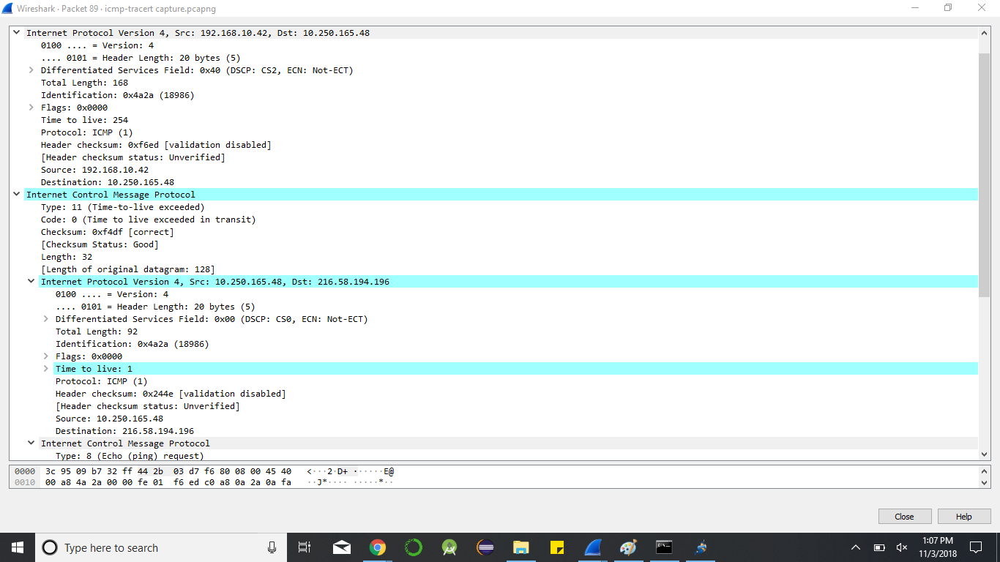 Wireshark · Packet 89 · icmp-tracert capture.pcapng
Internet Protocol Version 4, Src: 192.168.10.42, Dst: 10.250.165.48
0100 .... = Version: 4
.... 0101 = Header Length: 20 bytes (5)
Differentiated Services Field: 0x40 (DSCP: CS2, ECN: Not-ECT)
Total Length: 168
Identification: 0x4a2a (18986)
Flags: 0x0000
Time to live: 254
Protocol: ICMP (1)
Header checksum: 0xf6ed [validation disabled]
[Header checksum status: Unverified]
Source: 192.168.10.42
Destination: 10.250.165.48
Internet Control Message Protocol
Type: 11 (Time-to-live exceeded)
Code: 0 (Time to live exceeded in transit)
Checksum: 0xf4df [correct]
[Checksum Status: Good]
Length: 32
[Length of original datagram: 128]
Internet Protocol Version 4, Src: 10.250.165.48, Dst: 216.58.194.196
0100 .... = Version: 4
.... 0101 = Header Length: 20 bytes (5)
Differentiated Services Field: 0x00 (DSCP: CS0, ECN: Not-ECT)
Total Length: 92
Identification: 0x4a2a (18986)
Flags: 0x0000
Time to live: 1
Protocol: ICMP (1)
Header checksum: 0x244e [validation disabled]
[Header checksum status: Unverified]
Source: 10.250.165.48
Destination: 216.58.194.196
Internet Control Message Protocol
Type: 8 (Echo (ping) request)
0000 3c 95 09 b7 32 ff 44 2b 03 d7 f6 80 08 00 45 40 <···2·D+ ······E@
0010 00 a8 4a 2a 00 00 fe 01 f6 ed c0 a8 0a 2a 0a fa ··J*···· ·····*··
Close Help
Type here to search
1:07 PM
11/3/2018